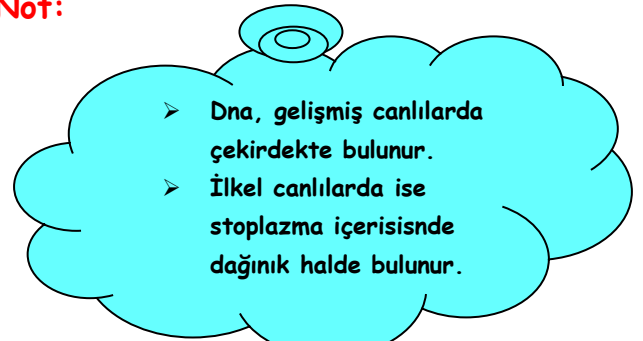 Not:
➢ Dna, gelişmiş canlılarda
çekirdekte bulunur.
➢ İlkel canlılarda ise
stoplazma içerisisnde
dağınık halde bulunur.